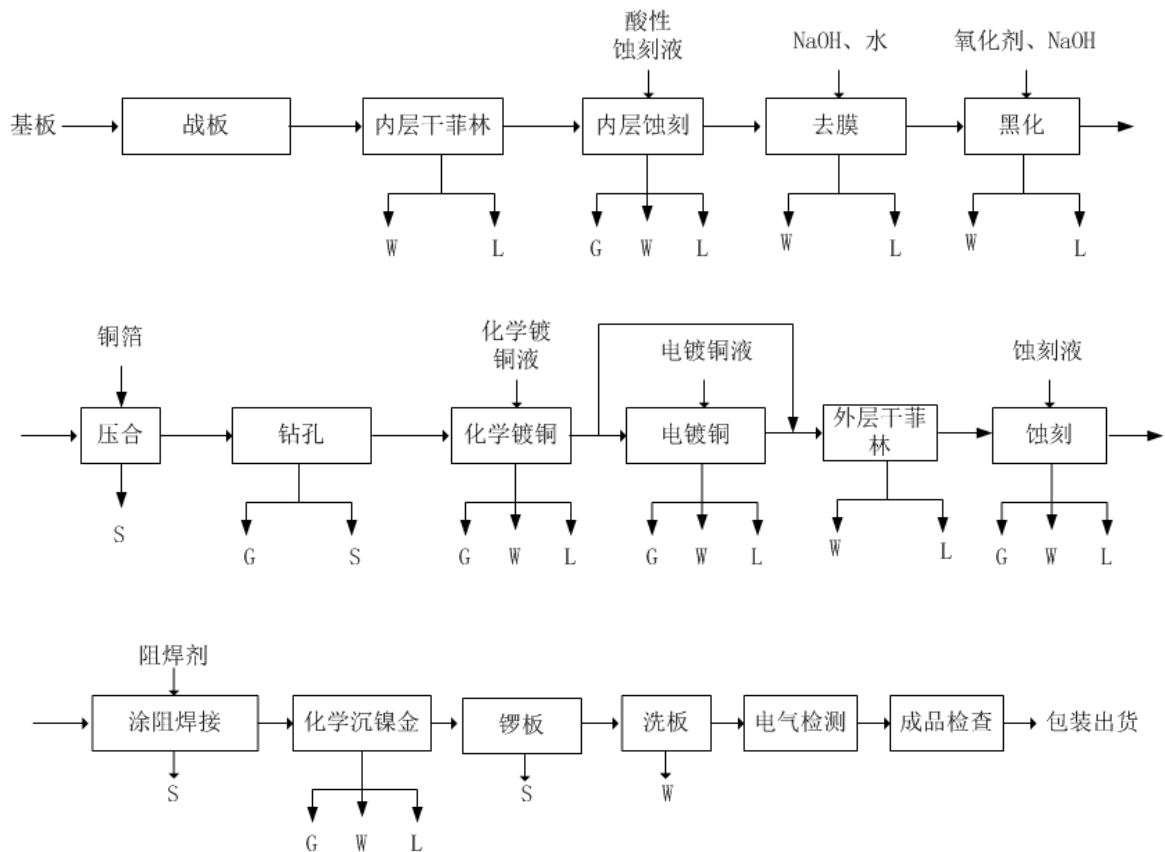 酸性
蚀刻液
NaOH、水
氧化剂、NaOH
基板
战板
内层干菲林
内层蚀刻
去膜
黑化
W
L
G
W
L
W
L
W
L
铜箔
化学镀
铜液
电镀铜液
蚀刻液
压合
钻孔
化学镀铜
电镀铜
外层干菲
林
蚀刻
S
G
S
G
W
L
G
W
L
W
L
G
W
L
阻焊剂
涂阻焊接
化学沉镍金
锣板
洗板
电气检测
成品检查
包装出货
S
G
W
L
S
W